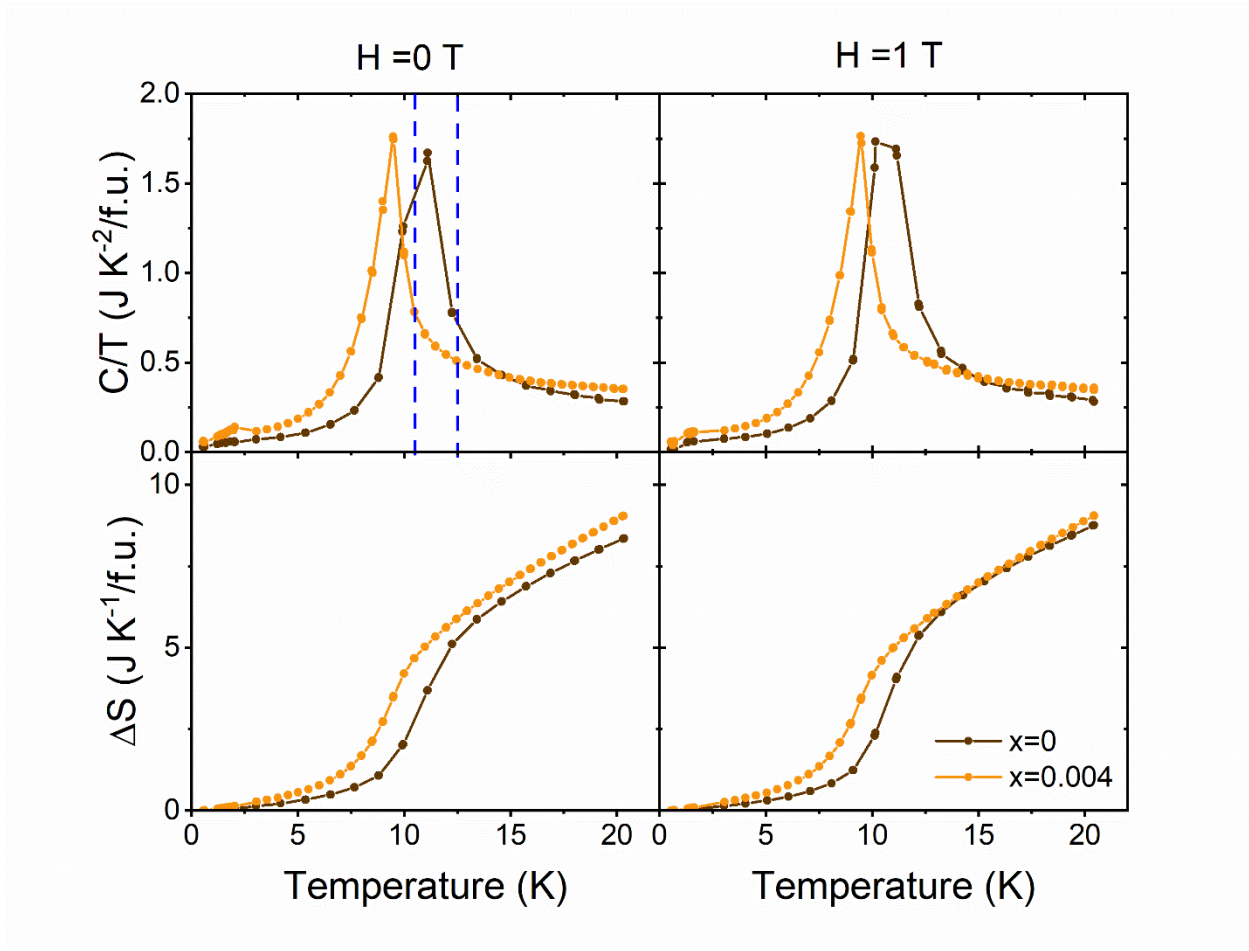 H =0 T
H =1 T
C/T (J K⁻²/f.u.)
2.0
1.5
1.0
0.5
0.0
ΔS (J K⁻¹/f.u.)
10
5
0
x=0
x=0.004
0 5 10 15 20
0 5 10 15 20
Temperature (K)
Temperature (K)